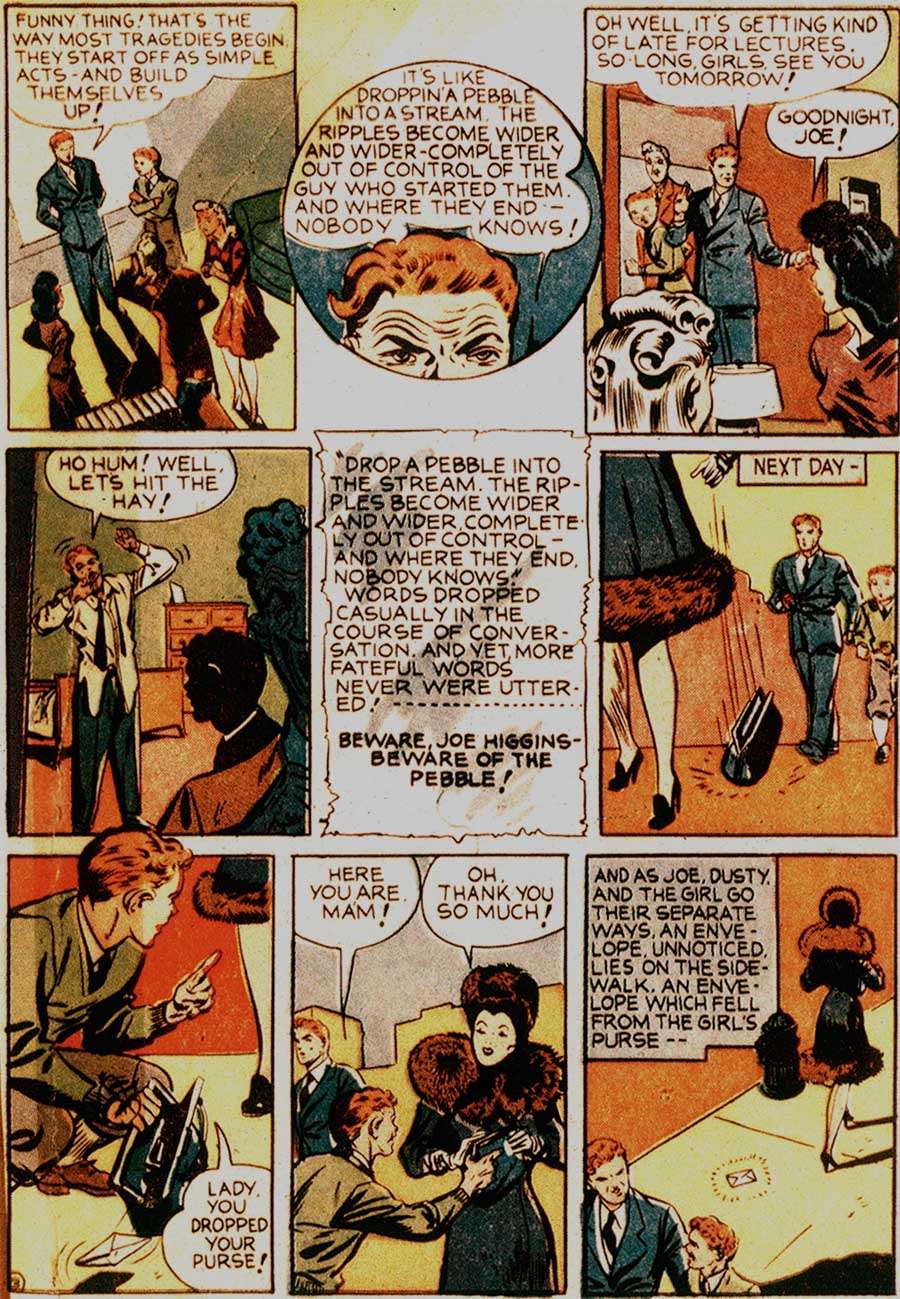 FUNNY THING! THAT'S THE
WAY MOST TRAGEDIES BEGIN.
THEY START OFF AS SIMPLE
ACTS-AND BUILD
THEMSELVES
UP!
IT'S LIKE
DROPPIN' A PEBBLE
INTO A STREAM. THE
RIPPLES BECOME WIDER
AND WIDER-COMPLETELY
OUT OF CONTROL OF THE
GUY WHO STARTED THEM.
AND WHERE THEY END -
NOBODY KNOWS!
OH WELL, IT'S GETTING KIND
OF LATE FOR LECTURES.
SO-LONG, GIRLS, SEE YOU
TOMORROW!
GOODNIGHT,
JOE!
HO HUM! WELL,
LETS HIT THE
HAY!
"DROP A PEBBLE INTO
THE STREAM. THE RIP-
PLES BECOME WIDER
AND WIDER, COMPLETE-
LY OUT OF CONTROL -
AND WHERE THEY END,
NOBODY KNOWS."
WORDS DROPPED
CASUALLY IN THE
COURSE OF CONVER-
SATION. AND YET, MORE
FATEFUL WORDS
NEVER WERE UTTER-
ED! ---------------
BEWARE, JOE HIGGINS-
BEWARE OF THE
PEBBLE!
NEXT DAY -
LADY,
YOU
DROPPED
YOUR
PURSE!
HERE
YOU ARE,
MA'M!
OH,
THANK YOU
SO MUCH!
AND AS JOE, DUSTY,
AND THE GIRL GO
THEIR SEPARATE
WAYS, AN ENVE-
LOPE, UNNOTICED,
LIES ON THE SIDE-
WALK. AN ENVE-
LOPE WHICH FELL
FROM THE GIRL'S
PURSE --